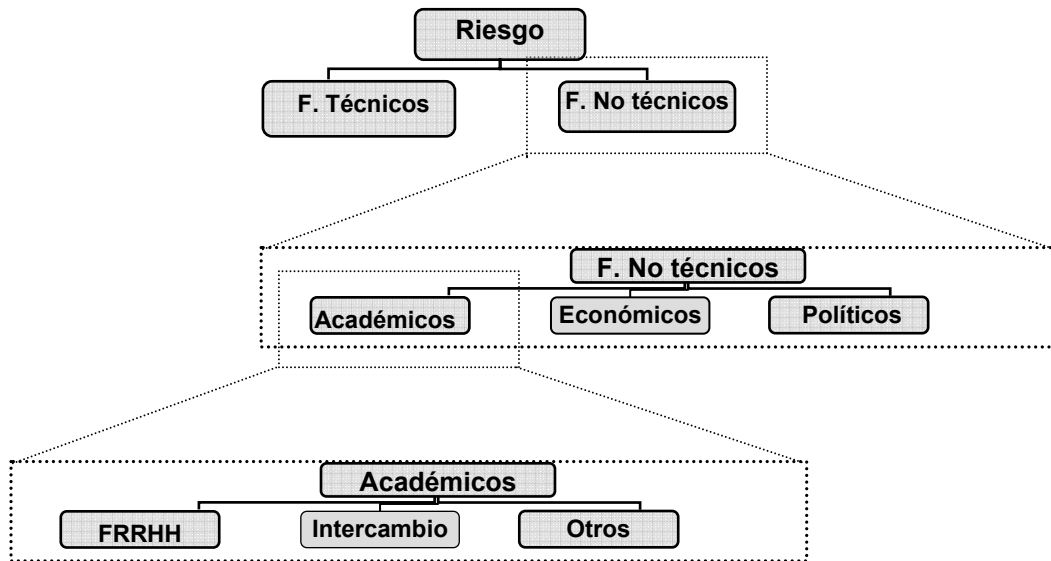 Riesgo
F. Técnicos
F. No técnicos
F. No técnicos
Académicos
Económicos
Políticos
Académicos
FRRHH
Intercambio
Otros